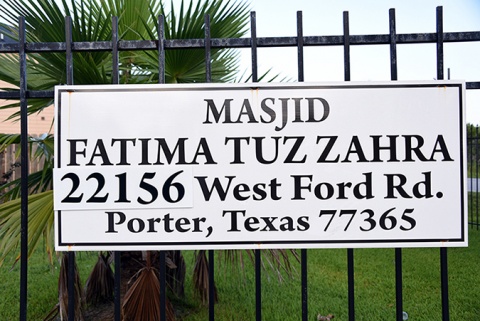 MASJID
FATIMA TUZ ZAHRA
22156 West Ford Rd.
Porter, Texas 77365